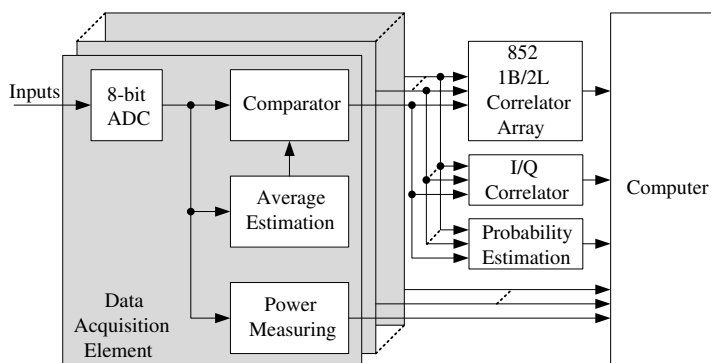 Inputs
8-bit
ADC
Comparator
Average
Estimation
Power
Measuring
Data
Acquisition
Element
852
1B/2L
Correlator
Array
I/Q
Correlator
Probability
Estimation
Computer